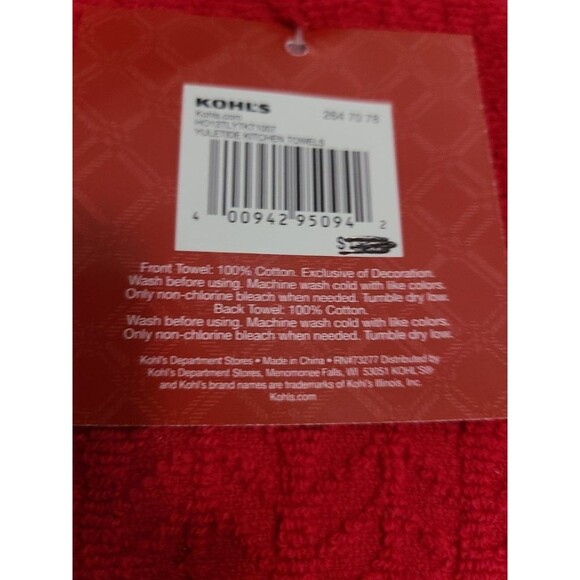 KOHL'S 264 70 78
Kohls.com
HO13TLYTKT1007
YULETIDE KITCHEN TOWELS
4 00942 95094 2
Front Towel: 100% Cotton. Exclusive of Decoration.
Wash before using. Machine wash cold with like colors.
Only non-chlorine bleach when needed. Tumble dry low.
Back Towel: 100% Cotton.
Wash before using. Machine wash cold with like colors.
Only non-chlorine bleach when needed. Tumble dry low.
Kohl's Department Stores • Made in China • RN#73277 Distributed by
Kohl's Department Stores, Menomonee Falls, WI 53051 KOHL'S®
and Kohl's brand names are trademarks of Kohl's Illinois, Inc.
Kohls.com